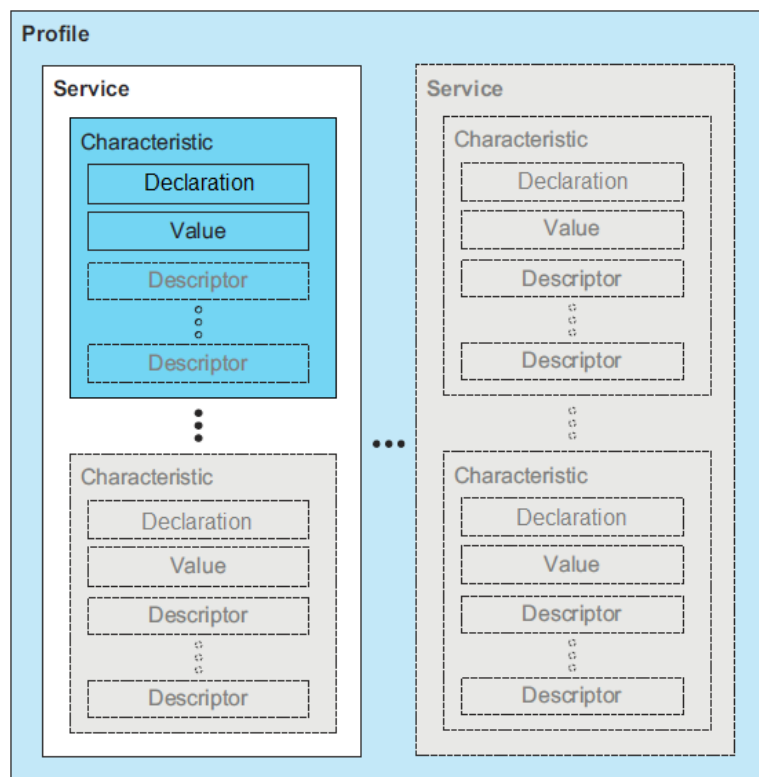 Profile
Service
Characteristic
Declaration
Value
Descriptor
Descriptor
Characteristic
Declaration
Value
Descriptor
Descriptor
Service
Characteristic
Declaration
Value
Descriptor
Descriptor
Characteristic
Declaration
Value
Descriptor
Descriptor